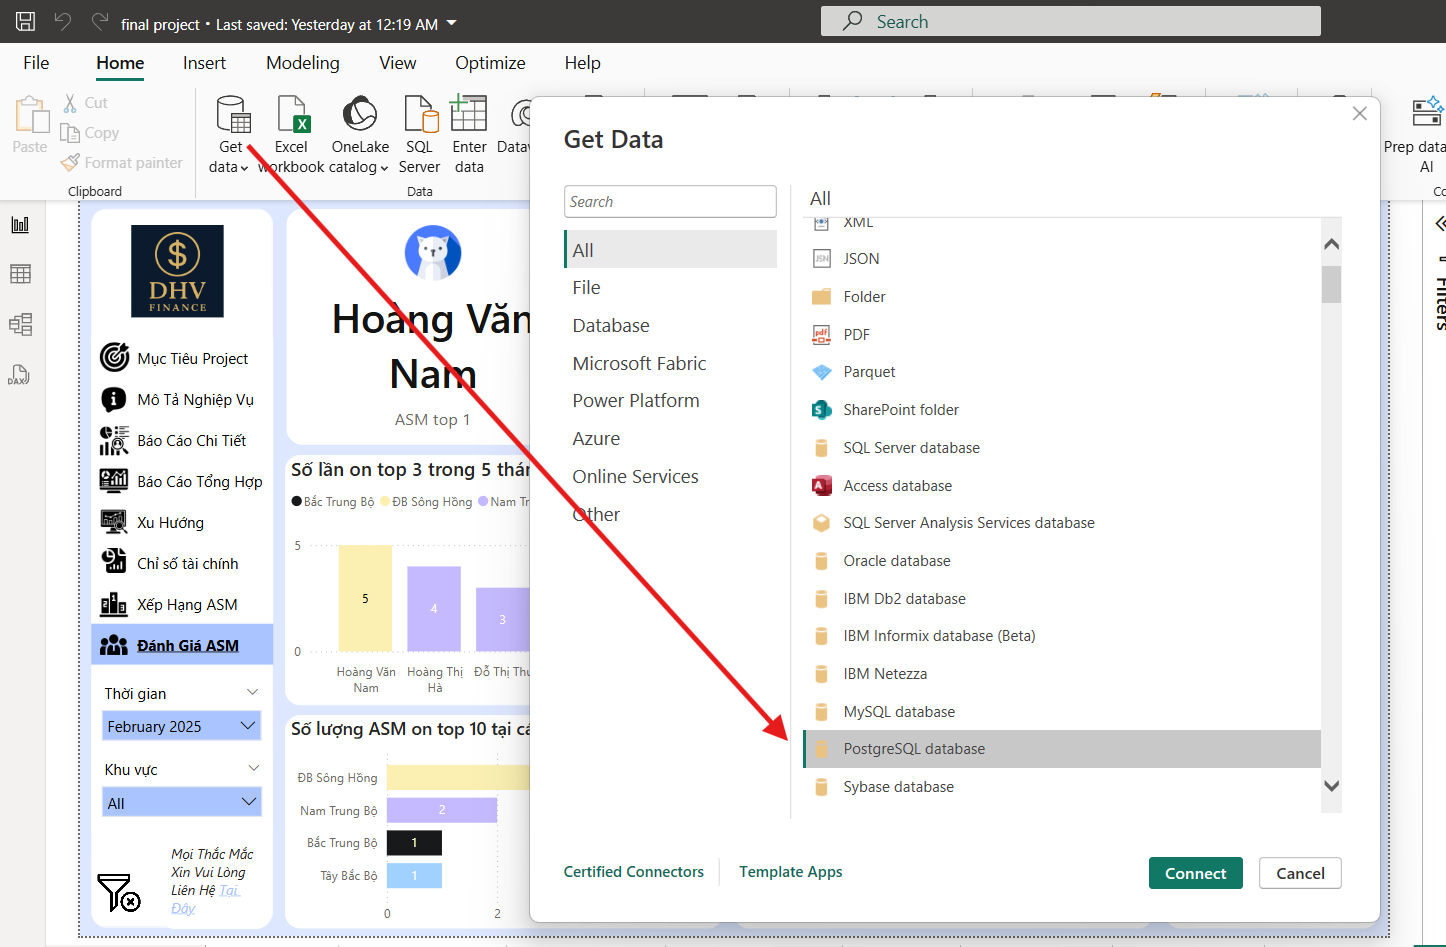 final project • Last saved: Yesterday at 12:19 AM
Search
File
Home
Insert
Modeling
View
Optimize
Help
Paste
Cut
Copy
Format painter
Clipboard
Get data
Excel workbook
OneLake catalog
SQL Server
Enter data
Data
Prep data
AI
Get Data
Search
All
File
Database
Microsoft Fabric
Power Platform
Azure
Online Services
Other
All
XML
JSON
Folder
PDF
Parquet
SharePoint folder
SQL Server database
Access database
SQL Server Analysis Services database
Oracle database
IBM Db2 database
IBM Informix database (Beta)
IBM Netezza
MySQL database
PostgreSQL database
Sybase database
Certified Connectors
Template Apps
Connect
Cancel
Filters
DAX
$
DHV
FINANCE
Mục Tiêu Project
Mô Tả Nghiệp Vụ
Báo Cáo Chi Tiết
Báo Cáo Tổng Hợp
Xu Hướng
Chỉ số tài chính
Xếp Hạng ASM
Đánh Giá ASM
Thời gian
February 2025
Khu vực
All
Mọi Thắc Mắc
Xin Vui Lòng
Liên Hệ Tại
Đây
Hoàng Văn
Nam
ASM top 1
Số lần on top 3 trong 5
Bắc Trung Bộ
ĐB Sông Hồng
Nam
5
0
5
4
3
Hoàng Văn
Nam
Hoàng Thị
Hà
Đỗ Thị
Số lượng ASM on top 10 tại
ĐB Sông Hồng
Nam Trung Bộ
2
Bắc Trung Bộ
1
Tây Bắc Bộ
1
0
2